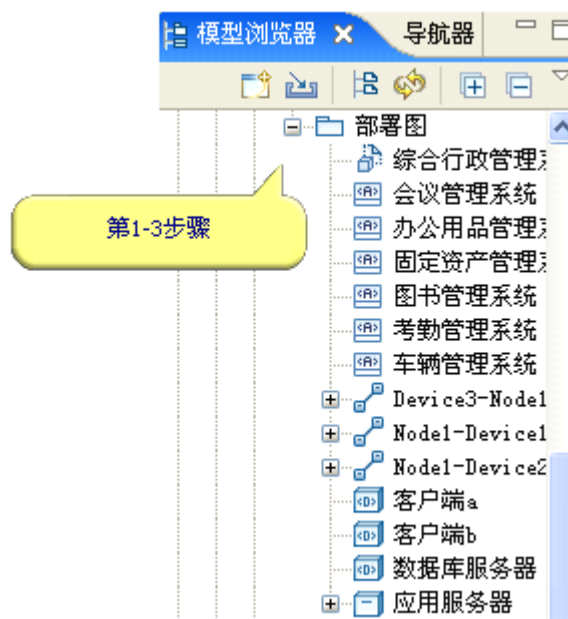 模型浏览器 导航器
部署图
综合行政管理
会议管理系统
第1-3步骤
办公用品管理
固定资产管理
图书管理系统
考勤管理系统
车辆管理系统
Device3-Node1
Node1-Device1
Node1-Device2
客户端a
客户端b
数据库服务器
应用服务器